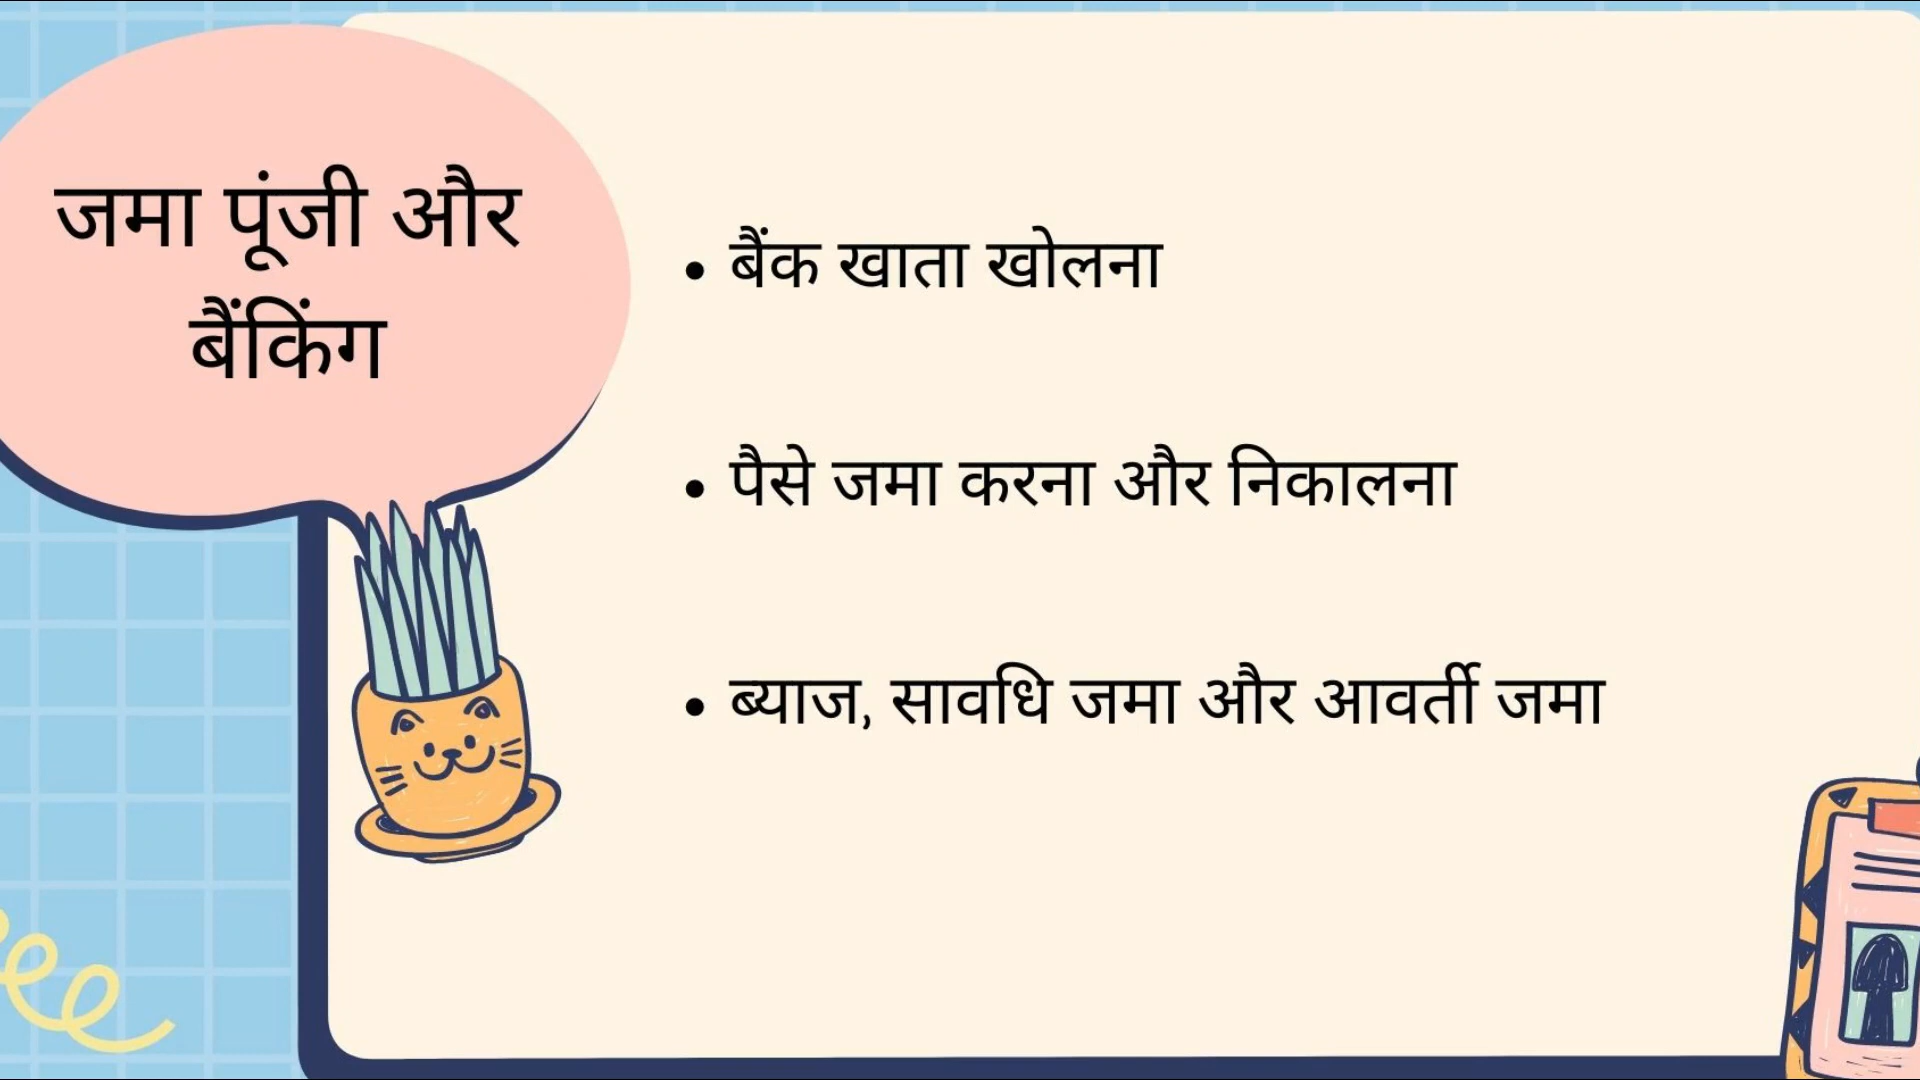 जमा पूंजी और
बैंकिंग
• बैंक खाता खोलना
• पैसे जमा करना और निकालना
• ब्याज, सावधि जमा और आवर्ती जमा